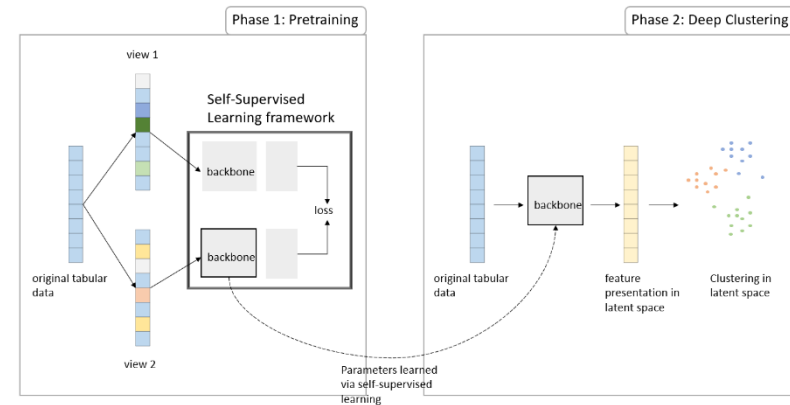 Phase 1: Pretraining
view 1
Self-Supervised
Learning framework
backbone
loss
backbone
original tabular
data
view 2
Parameters learned
via self-supervised
learning
Phase 2: Deep Clustering
backbone
original tabular
data
feature
presentation in
latent space
Clustering in
latent space